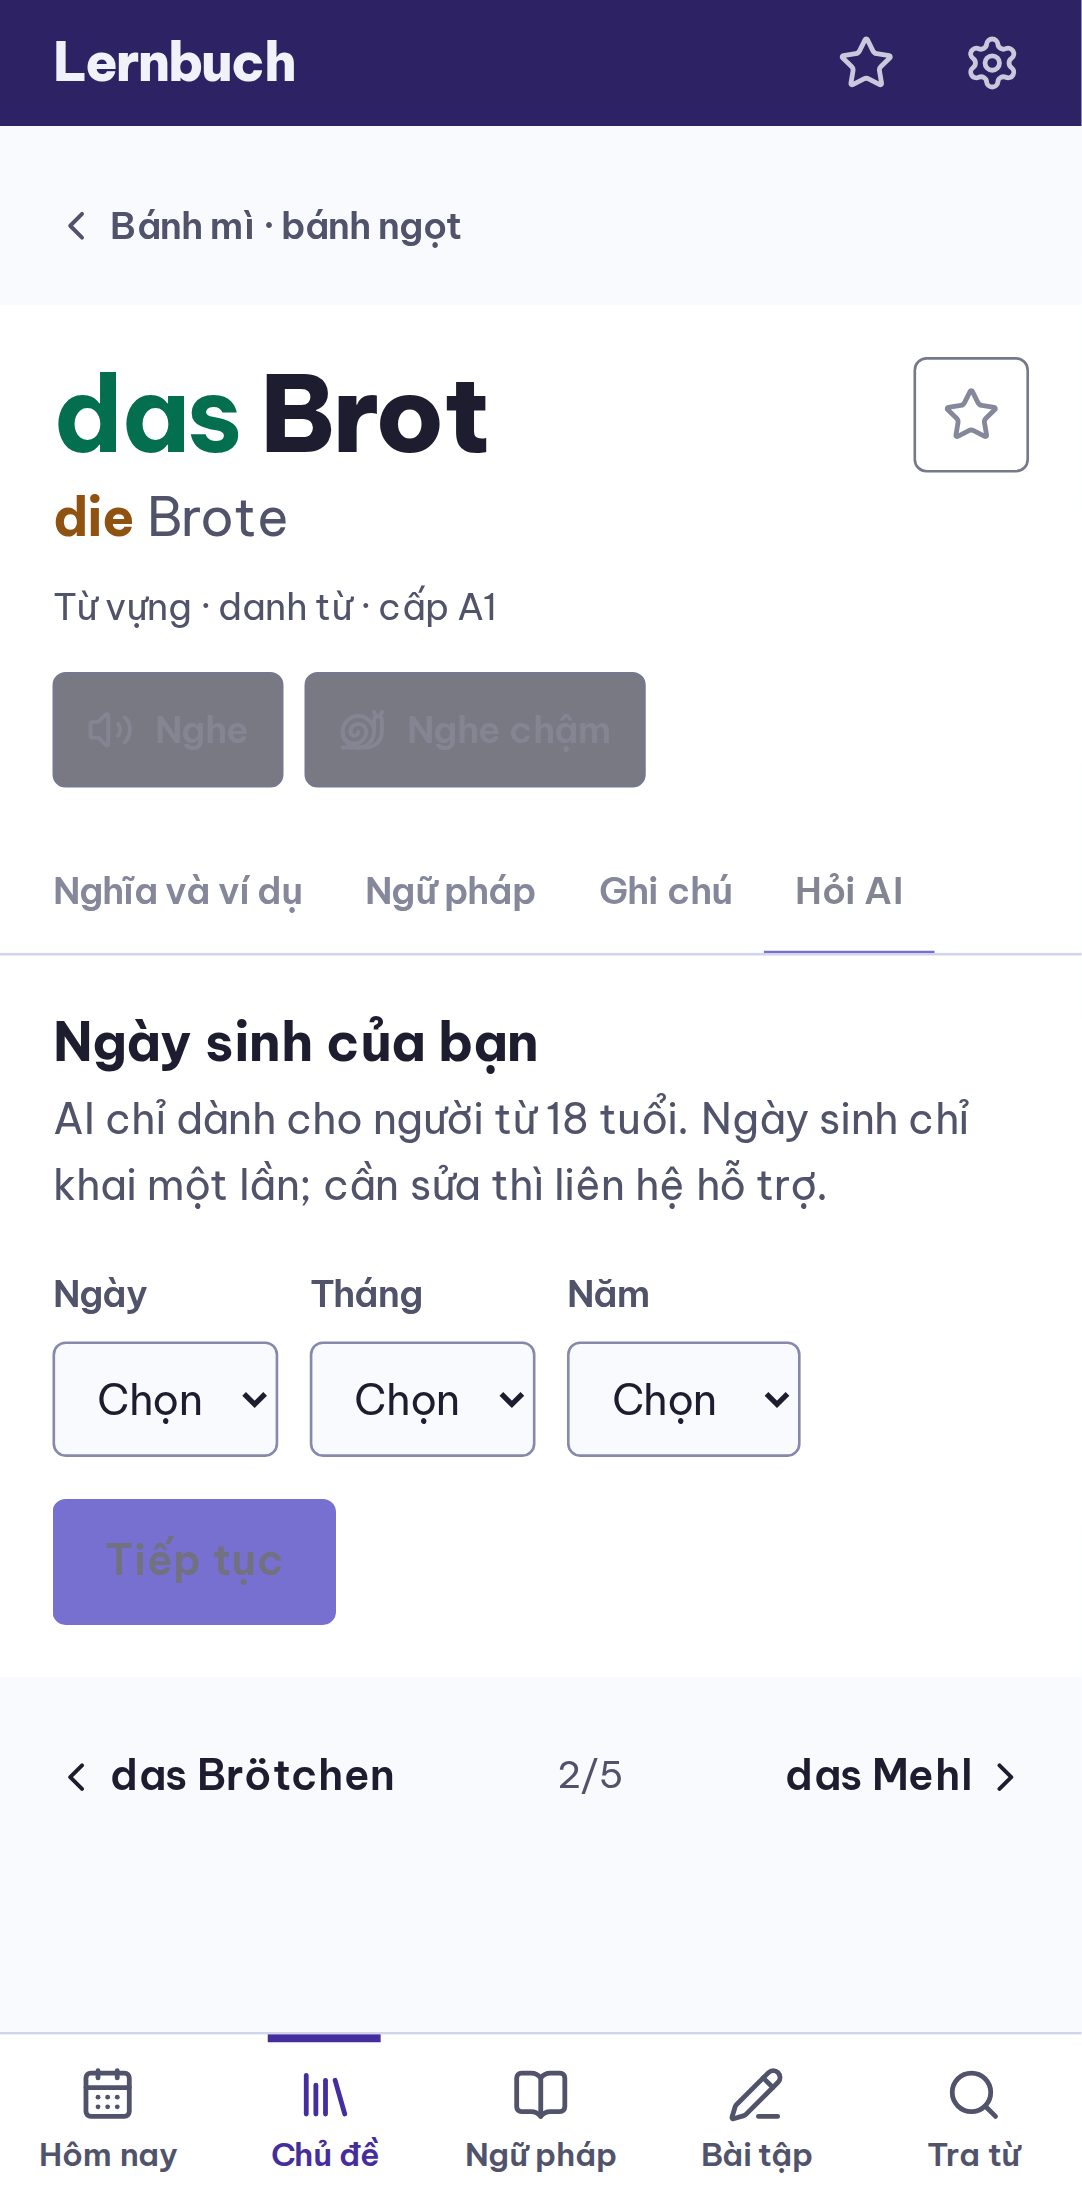 Lernbuch
Bánh mì · bánh ngọt
das Brot
die Brote
Từ vựng · danh từ · cấp A1
Nghe
Nghe chậm
Nghĩa và ví dụ
Ngữ pháp
Ghi chú
Hỏi AI
Ngày sinh của bạn
AI chỉ dành cho người từ 18 tuổi. Ngày sinh chỉ
khai một lần; cần sửa thì liên hệ hỗ trợ.
Ngày
Tháng
Năm
Chọn
Chọn
Chọn
Tiếp tục
das Brötchen
2/5
das Mehl
Hôm nay
Chủ đề
Ngữ pháp
Bài tập
Tra từ